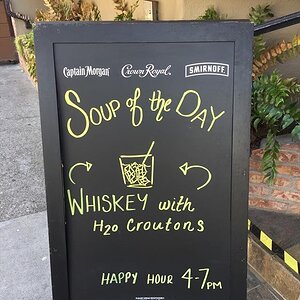 Captain Morgan Crown Royal SMIRNOFF
SOUP of the DAY
WHISKEY with
H2O CROUTONS
HAPPY HOUR 4-7PM